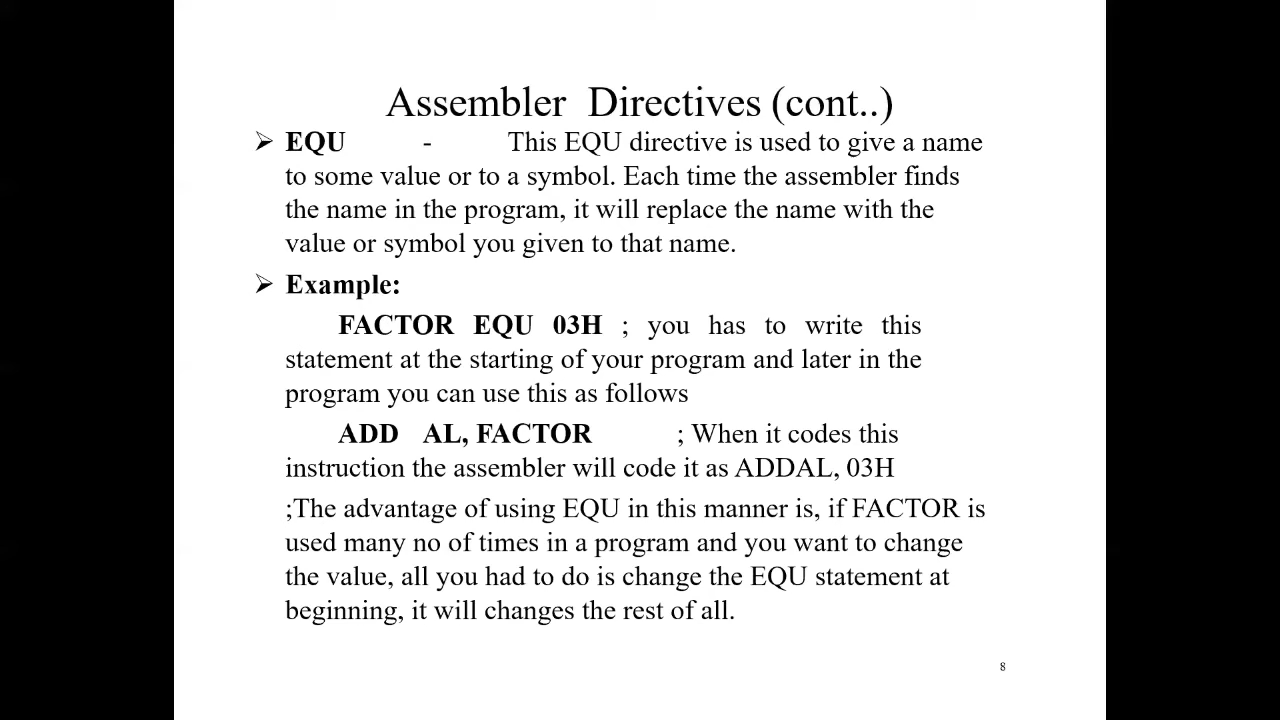 Assembler Directives (cont..)
➢ EQU - This EQU directive is used to give a name
to some value or to a symbol. Each time the assembler finds
the name in the program, it will replace the name with the
value or symbol you given to that name.
➢ Example:
FACTOR EQU 03H ; you has to write this
statement at the starting of your program and later in the
program you can use this as follows
ADD AL, FACTOR ; When it codes this
instruction the assembler will code it as ADDAL, 03H
;The advantage of using EQU in this manner is, if FACTOR is
used many no of times in a program and you want to change
the value, all you had to do is change the EQU statement at
beginning, it will changes the rest of all.
8